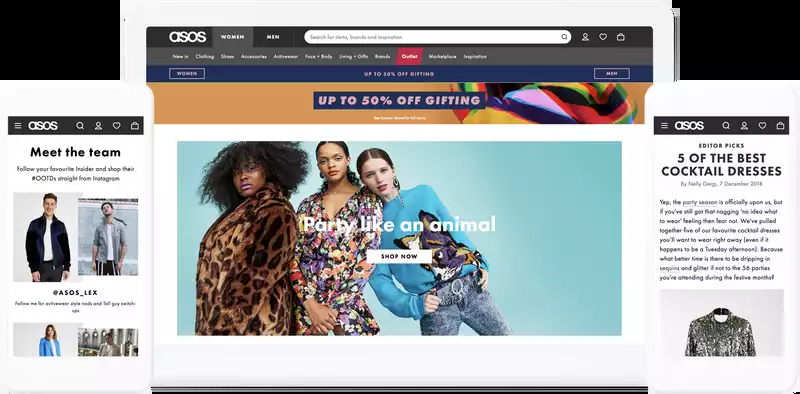 asos
WOMEN
MEN
Search for items, brands and inspiration
New in
Clothing
Shoes
Accessories
Activewear
Face + Body
Living + Gifts
Brands
Outlet
Marketplace
Inspiration
WOMEN
UP TO 50% OFF GIFTING
MEN
UP TO 50% OFF GIFTING
Party like an animal
SHOP NOW
asos
Meet the team
Follow your favourite Insider and shop their
#OOTDs straight from Instagram
@ASOS_LEX
Follow me for activewear style nods and Tall guy switch-
ups
asos
EDITOR PICKS
5 OF THE BEST
COCKTAIL DRESSES
By Nelly Gergi, 7 December 2018
Yep, the party season is officially upon us, but
if you've still got that nagging 'no idea what
to wear' feeling then fear not. We've pulled
together five of our favourite cocktail dresses
you'll want to wear right away (even if it
happens to be a Tuesday afternoon). Because
what better time is there to be dripping in
sequins and glitter if not the 56 parties
you're attending during the festive months?